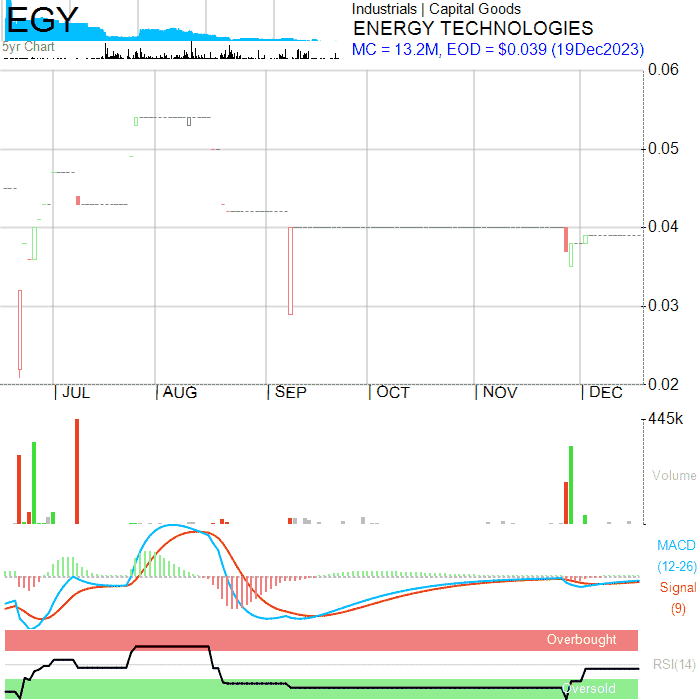 EGY
5yr Chart
Industrials | Capital Goods
ENERGY TECHNOLOGIES
MC = 13.2M, EOD = $0.039 (19Dec2023)
0.06
0.05
0.04
0.03
0.02
JUL AUG SEP OCT NOV DEC
445k
Volume
MACD
(12-26)
Signal
(9)
Overbought
RSI(14)
Oversold